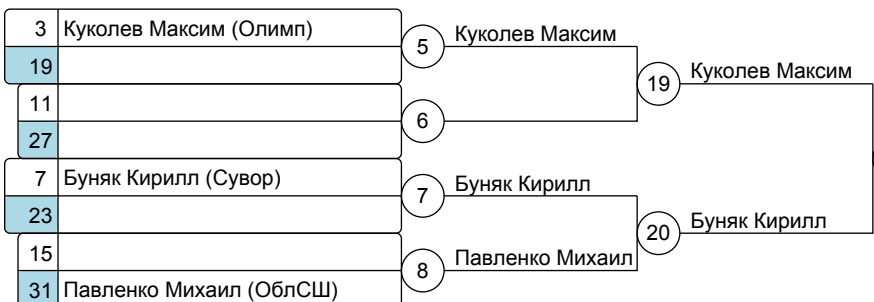 3 Куколев Максим (Олимп)
5 Куколев Максим
19
19 Куколев Максим
11
6
27
7 Буняк Кирилл (Сувор)
7 Буняк Кирилл
23
20 Буняк Кирилл
15
8 Павленко Михаил
31 Павленко Михаил (ОблСШ)